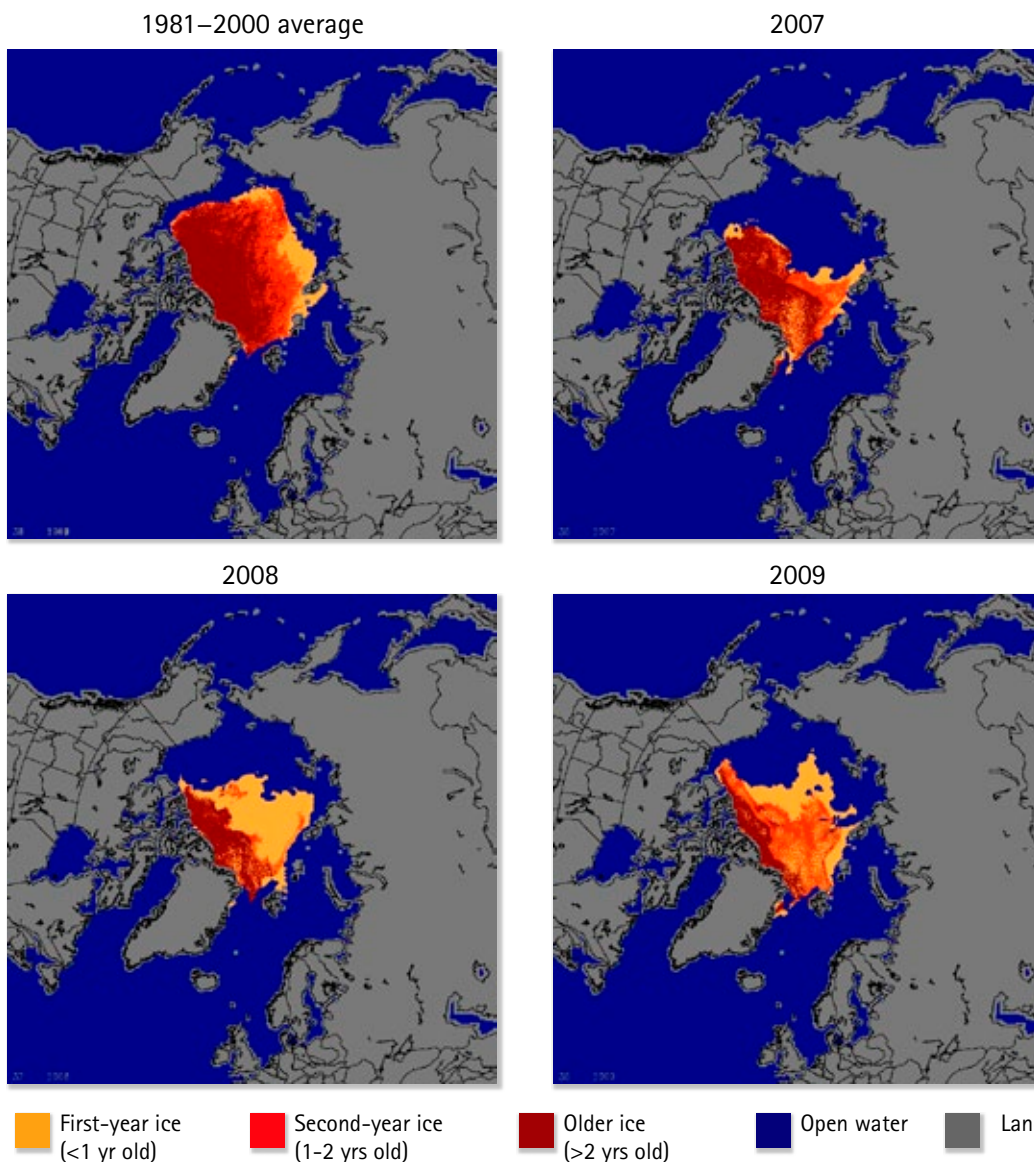 1981–2000 average
2007
2008
2009
First-year ice
(<1 yr old)
Second-year ice
(1-2 yrs old)
Older ice
(>2 yrs old)
Open water
Lan